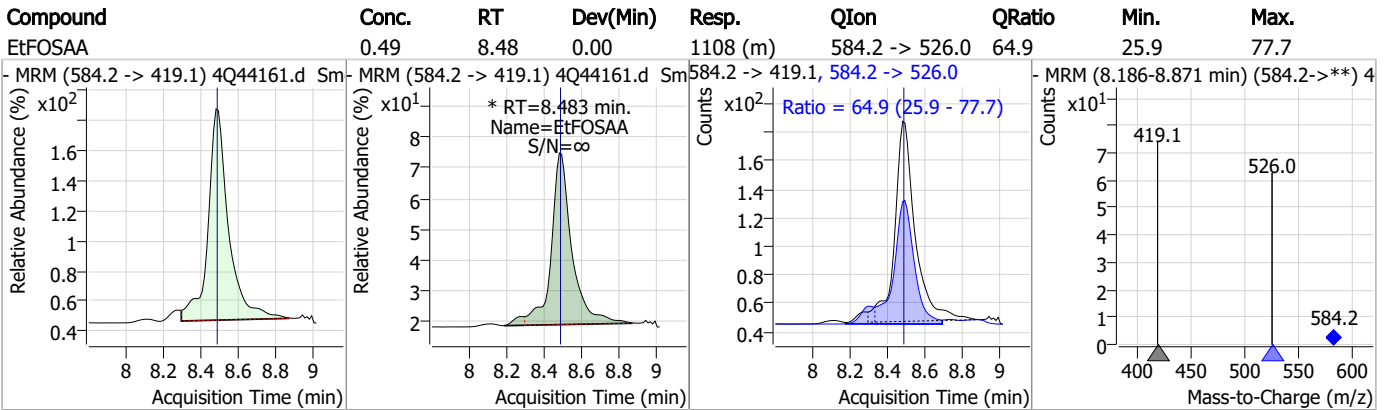 Compound Conc. RT Dev(Min) Resp. QIon QRatio Min. Max.
EtFOSAA 0.49 8.48 0.00 1108 (m) 584.2 -> 526.0 64.9 25.9 77.7
- MRM (584.2 -> 419.1) 4Q44161.d Sm
Relative Abundance (%)
x10²
1.6
1.4
1.2
1
0.8
0.6
0.4
8 8.2 8.4 8.6 8.8 9
Acquisition Time (min)
- MRM (584.2 -> 419.1) 4Q44161.d Sm
Relative Abundance (%)
x10¹
* RT=8.483 min.
Name=EtFOSAA
S/N=∞
8
7
6
5
4
3
2
8 8.2 8.4 8.6 8.8 9
Acquisition Time (min)
584.2 -> 419.1, 584.2 -> 526.0
Counts
x10²
Ratio = 64.9 (25.9 - 77.7)
1.6
1.4
1.2
1
0.8
0.6
0.4
8 8.2 8.4 8.6 8.8 9
Acquisition Time (min)
- MRM (8.186-8.871 min) (584.2->**) 4
Counts
x10¹
419.1
526.0
584.2
8
7
6
5
4
3
2
1
0
400 450 500 550 600
Mass-to-Charge (m/z)